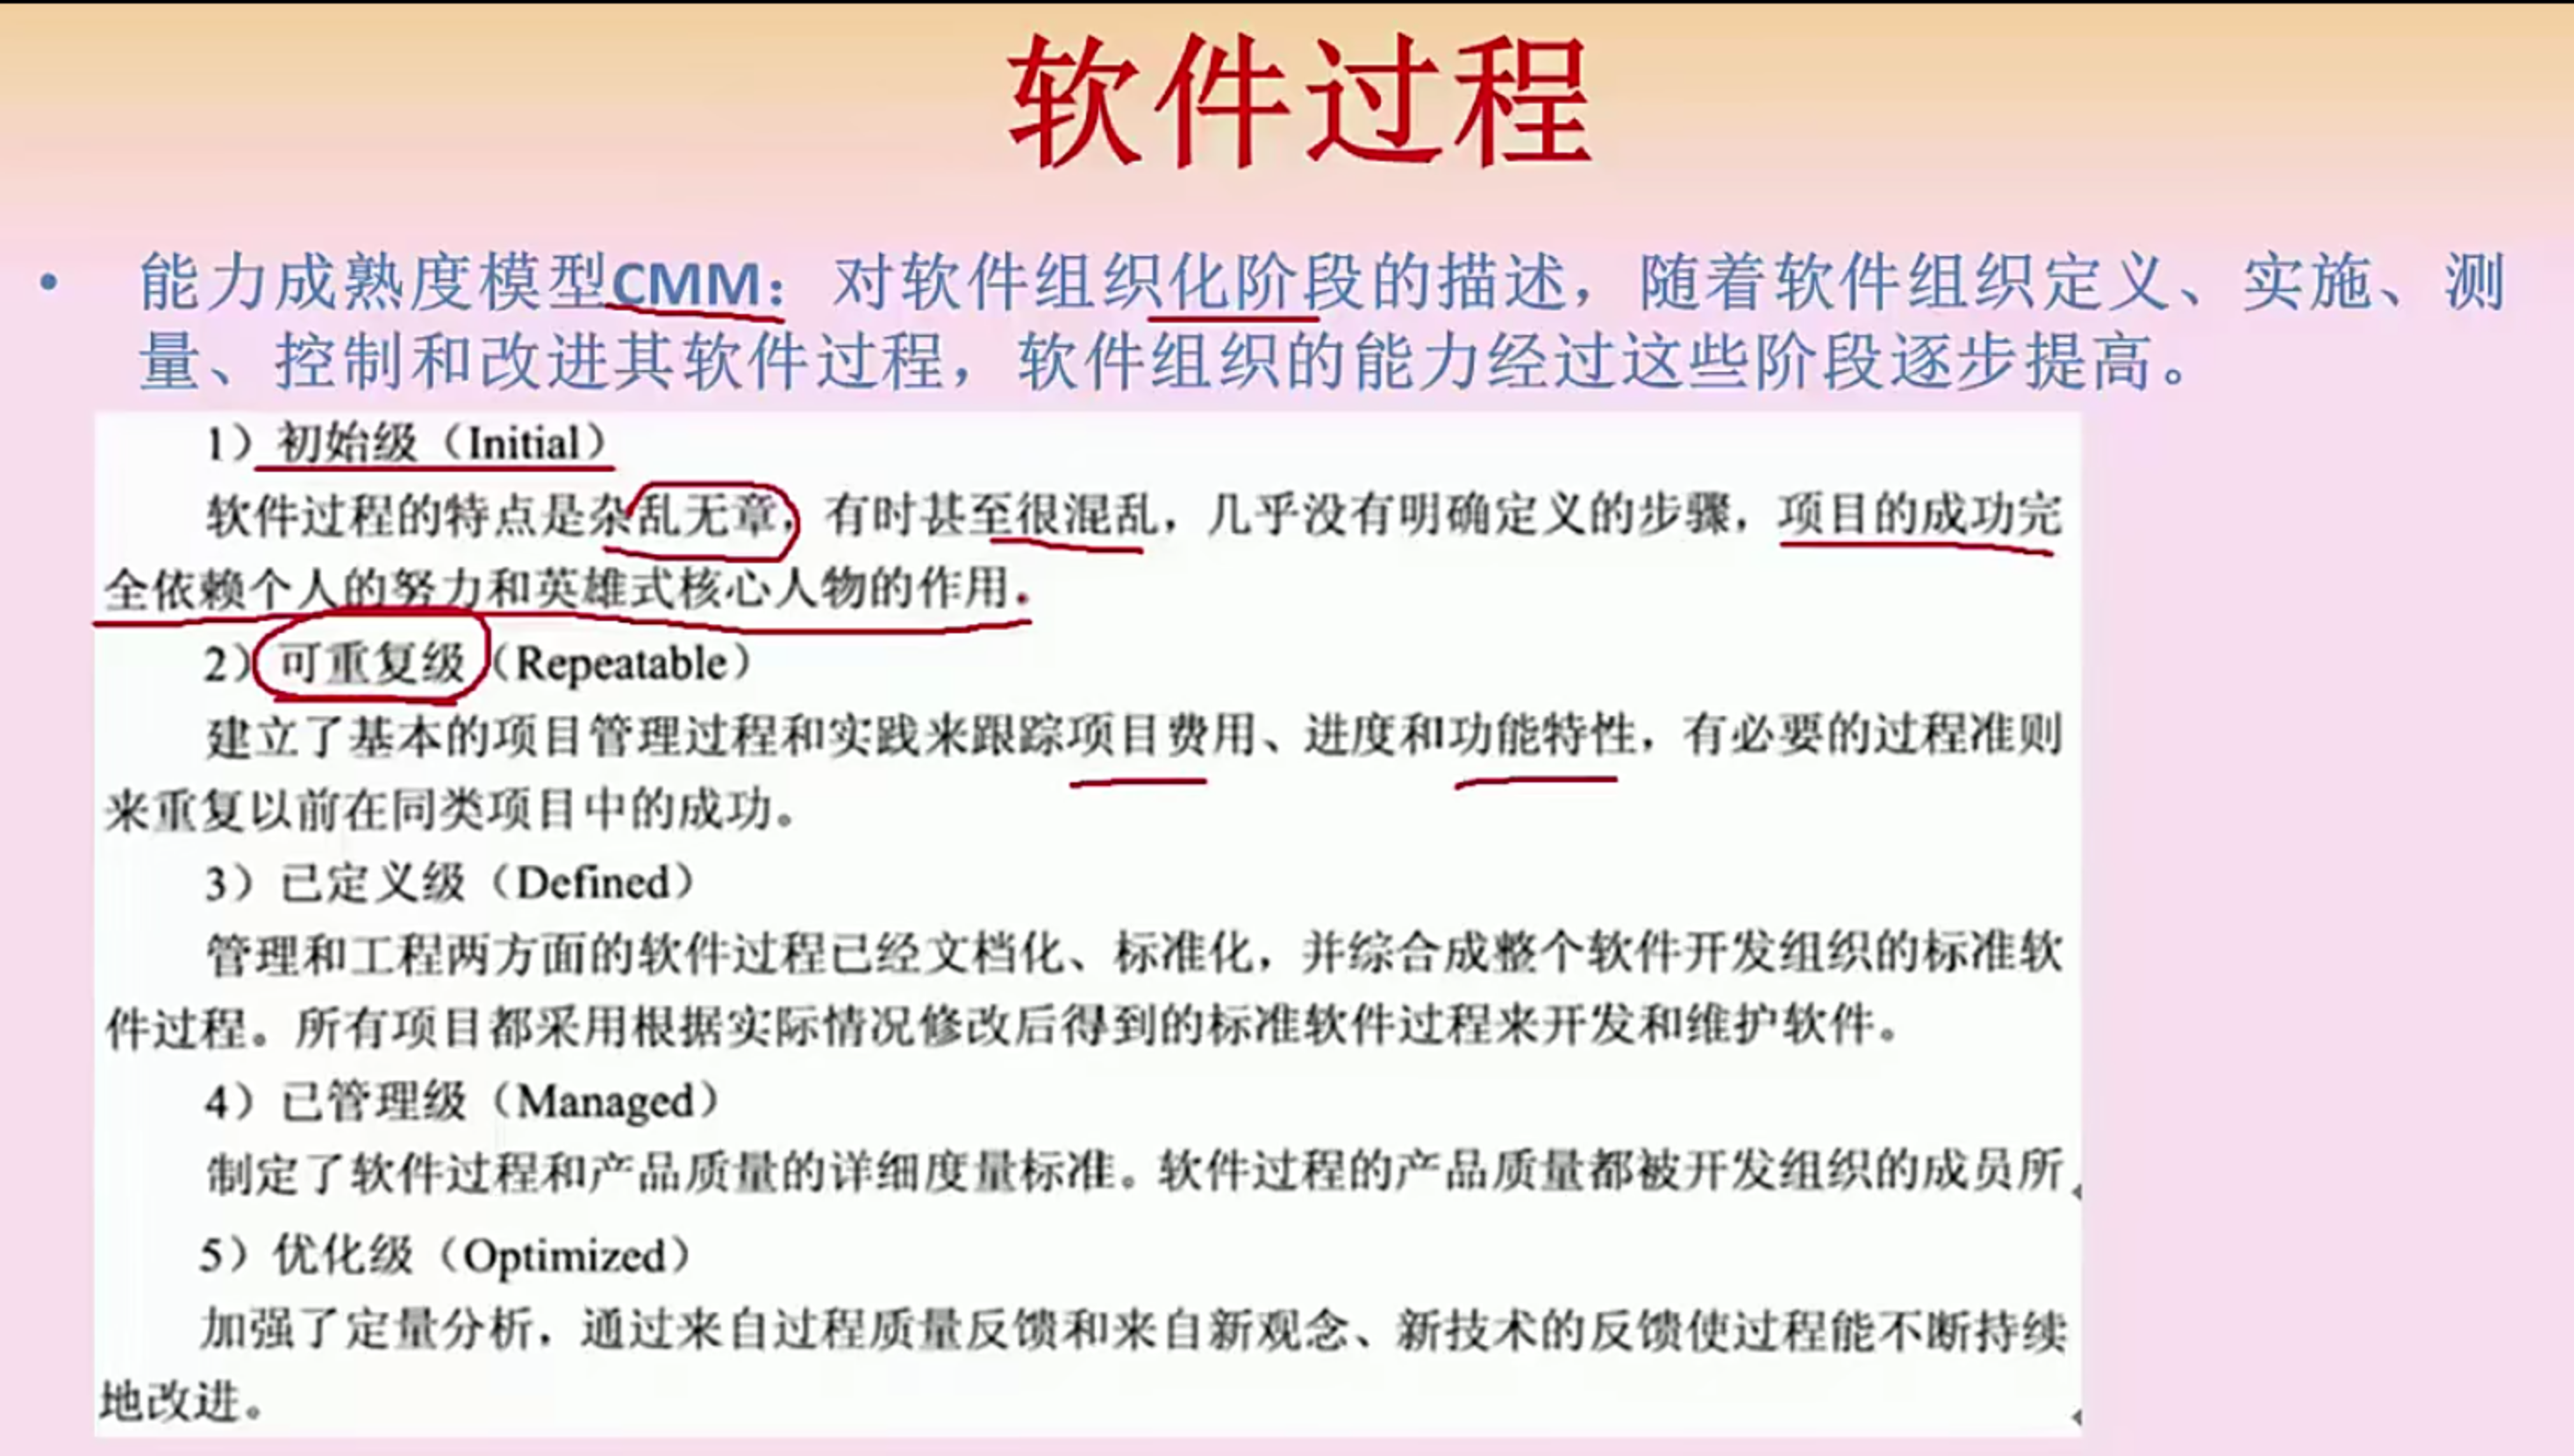 软件过程
• 能力成熟度模型CMM：对软件组织化阶段的描述，随着软件组织定义、实施、测
量、控制和改进其软件过程，软件组织的能力经过这些阶段逐步提高。
1）初始级（Initial）
软件过程的特点是杂乱无章，有时甚至很混乱，几乎没有明确定义的步骤，项目的成功完
全依赖个人的努力和英雄式核心人物的作用。
2）可重复级（Repeatable）
建立了基本的项目管理过程和实践来跟踪项目费用、进度和功能特性，有必要的过程准则
来重复以前在同类项目中的成功。
3）已定义级（Defined）
管理和工程两方面的软件过程已经文档化、标准化，并综合成整个软件开发组织的标准软
件过程。所有项目都采用根据实际情况修改后得到的标准软件过程来开发和维护软件。
4）已管理级（Managed）
制定了软件过程和产品质量的详细度量标准。软件过程的产品质量都被开发组织的成员所
5）优化级（Optimized）
加强了定量分析，通过来自过程质量反馈和来自新观念、新技术的反馈使过程能不断持续
地改进。